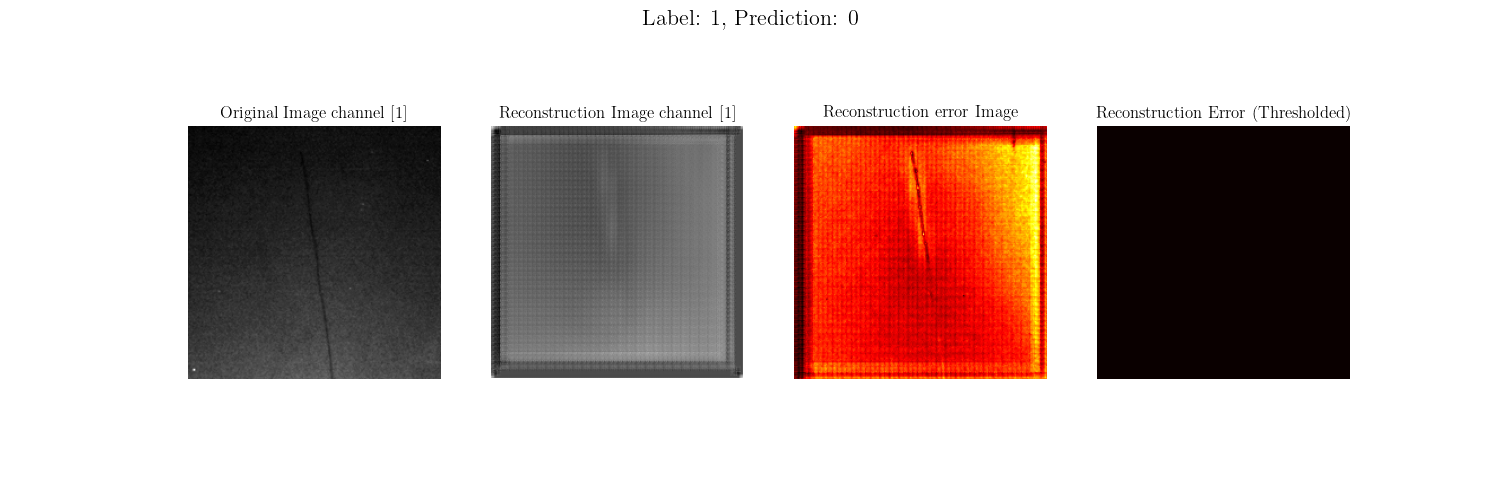 Label: 1, Prediction: 0
Original Image channel [1]
Reconstruction Image channel [1]
Reconstruction error Image
Reconstruction Error (Thresholded)